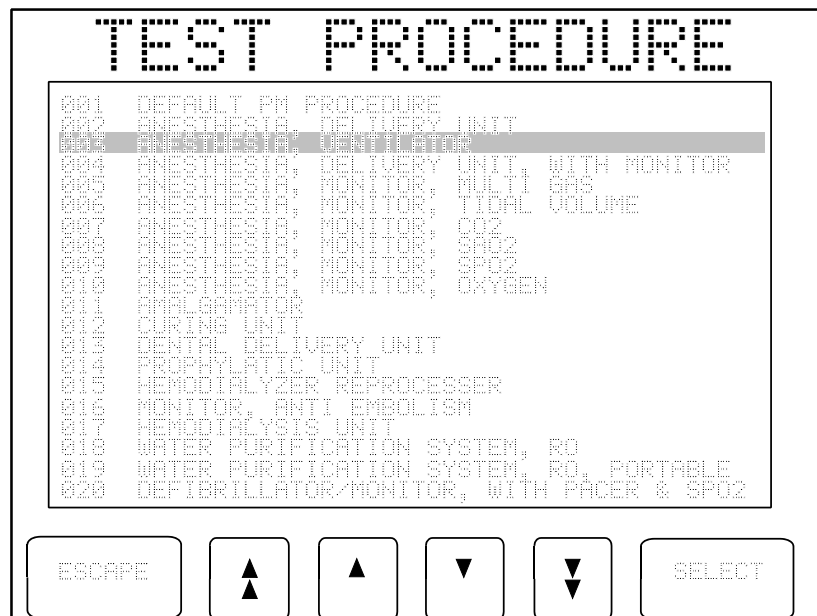 TEST PROCEDURE
001 DEFAULT PM PROCEDURE
002 ANESTHESIA, DELIVERY UNIT
003 ANESTHESIA, VENTILATOR
004 ANESTHESIA, DELIVERY UNIT, WITH MONITOR
005 ANESTHESIA, MONITOR, MULTI GAS
006 ANESTHESIA, MONITOR, TIDAL VOLUME
007 ANESTHESIA, MONITOR, CO2
008 ANESTHESIA, MONITOR, SAO2
009 ANESTHESIA, MONITOR, SPO2
010 ANESTHESIA, MONITOR, OXYGEN
011 AMALGAMATOR
012 CURING UNIT
013 DENTAL DELIVERY UNIT
014 PROPHYLATIC UNIT
015 HEMODIALYZER REPROCESSER
016 MONITOR, ANTI EMBOLISM
017 HEMODIALYSIS UNIT
018 WATER PURIFICATION SYSTEM, RO
019 WATER PURIFICATION SYSTEM, RO, PORTABLE
020 DEFIBRILLATOR/MONITOR, WITH PACER & SPO2
ESCAPE SELECT